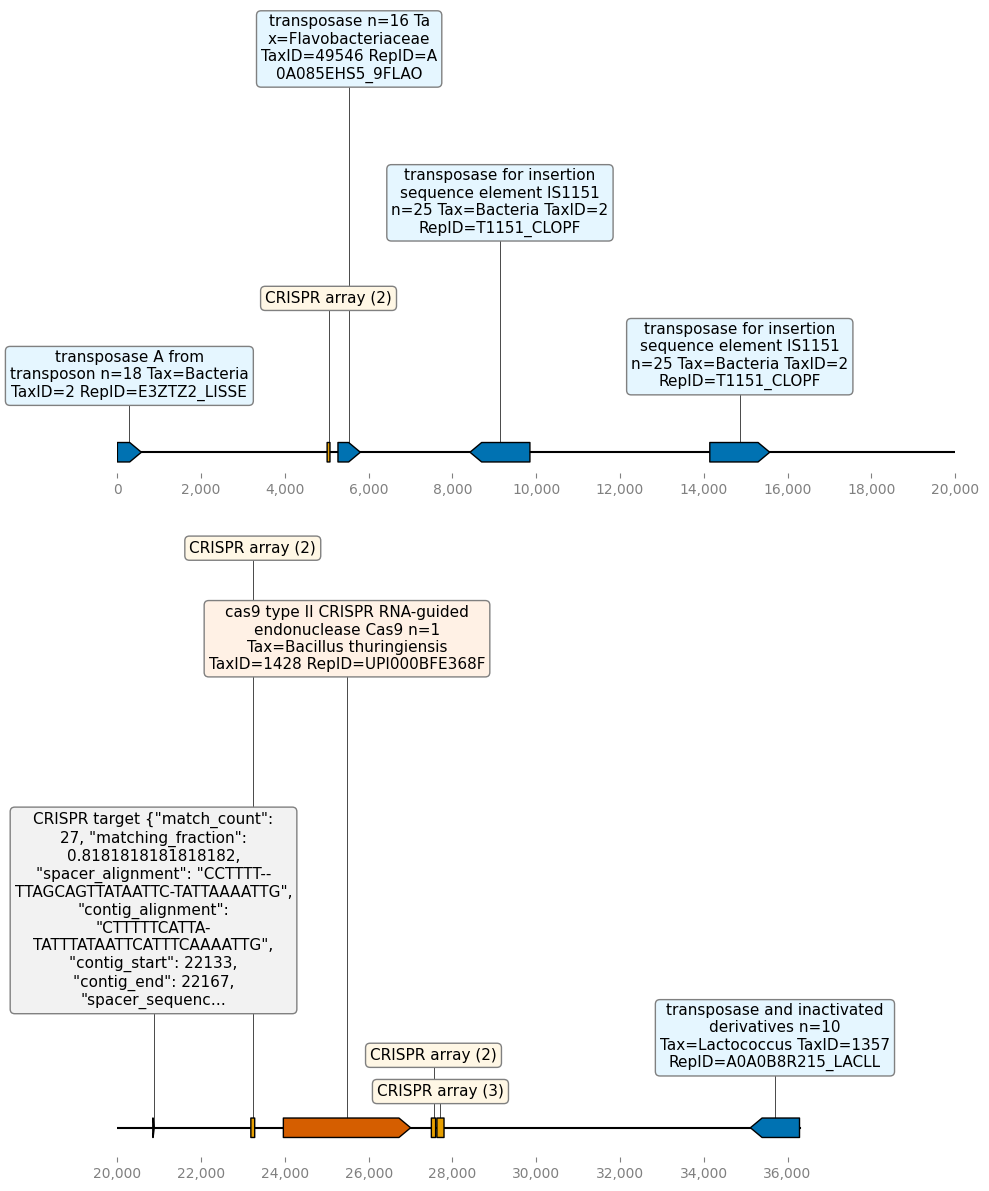 transposase n=16 Ta
x=Flavobacteriaceae
TaxID=49546 RepID=A
0A085EHS5_9FLAO
transposase for insertion
sequence element IS1151
n=25 Tax=Bacteria TaxID=2
RepID=T1151_CLOPF
CRISPR array (2)
transposase for insertion
sequence element IS1151
n=25 Tax=Bacteria TaxID=2
RepID=T1151_CLOPF
transposase A from
transposon n=18 Tax=Bacteria
TaxID=2 RepID=E3ZTZ2_LISSE
0 2,000 4,000 6,000 8,000 10,000 12,000 14,000 16,000 18,000 20,000
CRISPR array (2)
cas9 type II CRISPR RNA-guided
endonuclease Cas9 n=1
Tax=Bacillus thuringiensis
TaxID=1428 RepID=UPI000BFE368F
CRISPR target {"match_count":
27, "matching_fraction":
0.8181818181818182,
"spacer_alignment": "CCTTTT--
TTAGCAGTTATAATTC-TATTAAAATTG",
"contig_alignment":
"CTTTTTCATTA-
TATTTATAATTCATTTCAAAATTG",
"contig_start": 22133,
"contig_end": 22167,
"spacer_sequenc...
transposase and inactivated
derivatives n=10
Tax=Lactococcus TaxID=1357
RepID=A0A0B8R215_LACLL
CRISPR array (2)
CRISPR array (3)
20,000 22,000 24,000 26,000 28,000 30,000 32,000 34,000 36,000